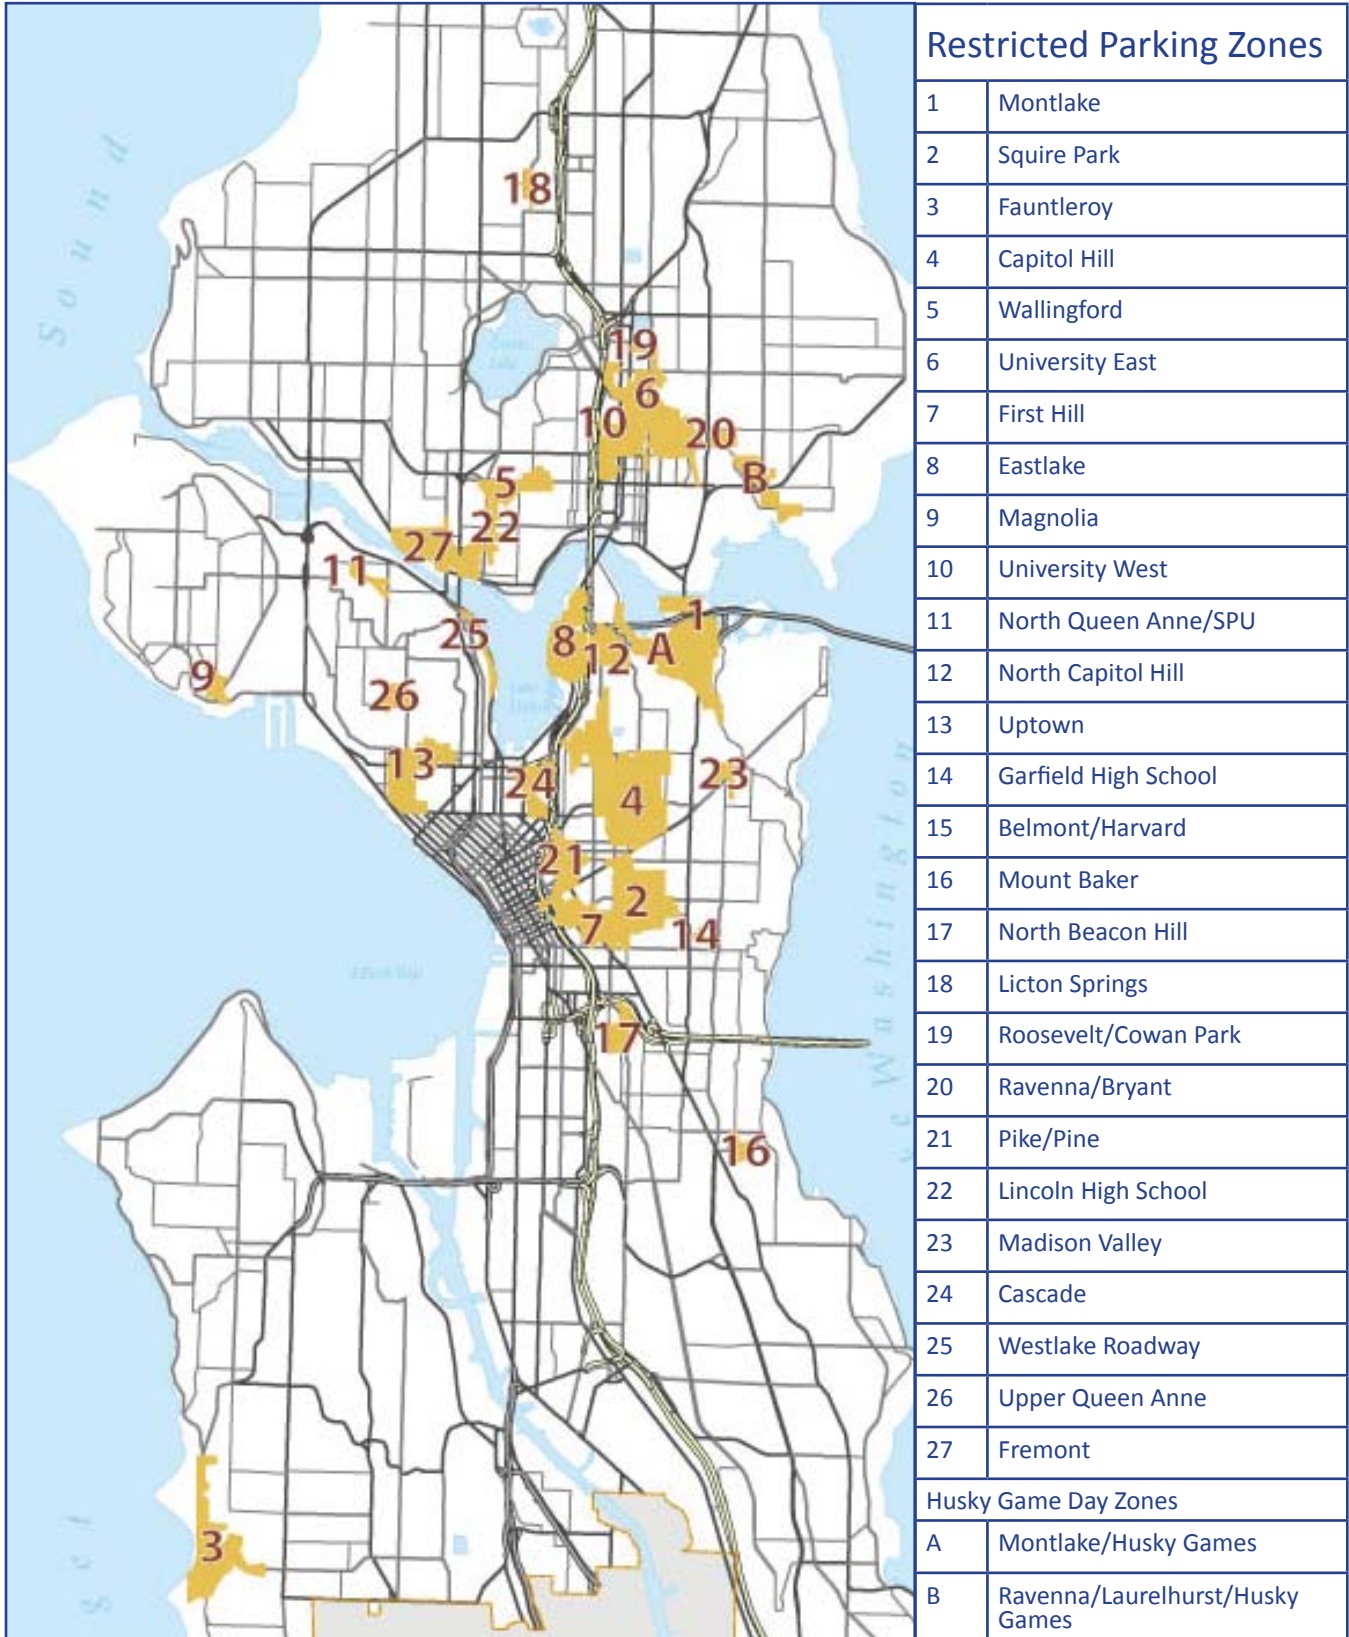 Restricted Parking Zones
1 Montlake
2 Squire Park
3 Fauntleroy
4 Capitol Hill
5 Wallingford
6 University East
7 First Hill
8 Eastlake
9 Magnolia
10 University West
11 North Queen Anne/SPU
12 North Capitol Hill
13 Uptown
14 Garfield High School
15 Belmont/Harvard
16 Mount Baker
17 North Beacon Hill
18 Licton Springs
19 Roosevelt/Cowan Park
20 Ravenna/Bryant
21 Pike/Pine
22 Lincoln High School
23 Madison Valley
24 Cascade
25 Westlake Roadway
26 Upper Queen Anne
27 Fremont
Husky Game Day Zones
A Montlake/Husky Games
B Ravenna/Laurelhurst/Husky
Games
Sound
18
19
6
10
20
B
5
22
27
11
1
25
8
12
A
9
26
13
24
23
4
21
2
7
14
Washington
17
16
3